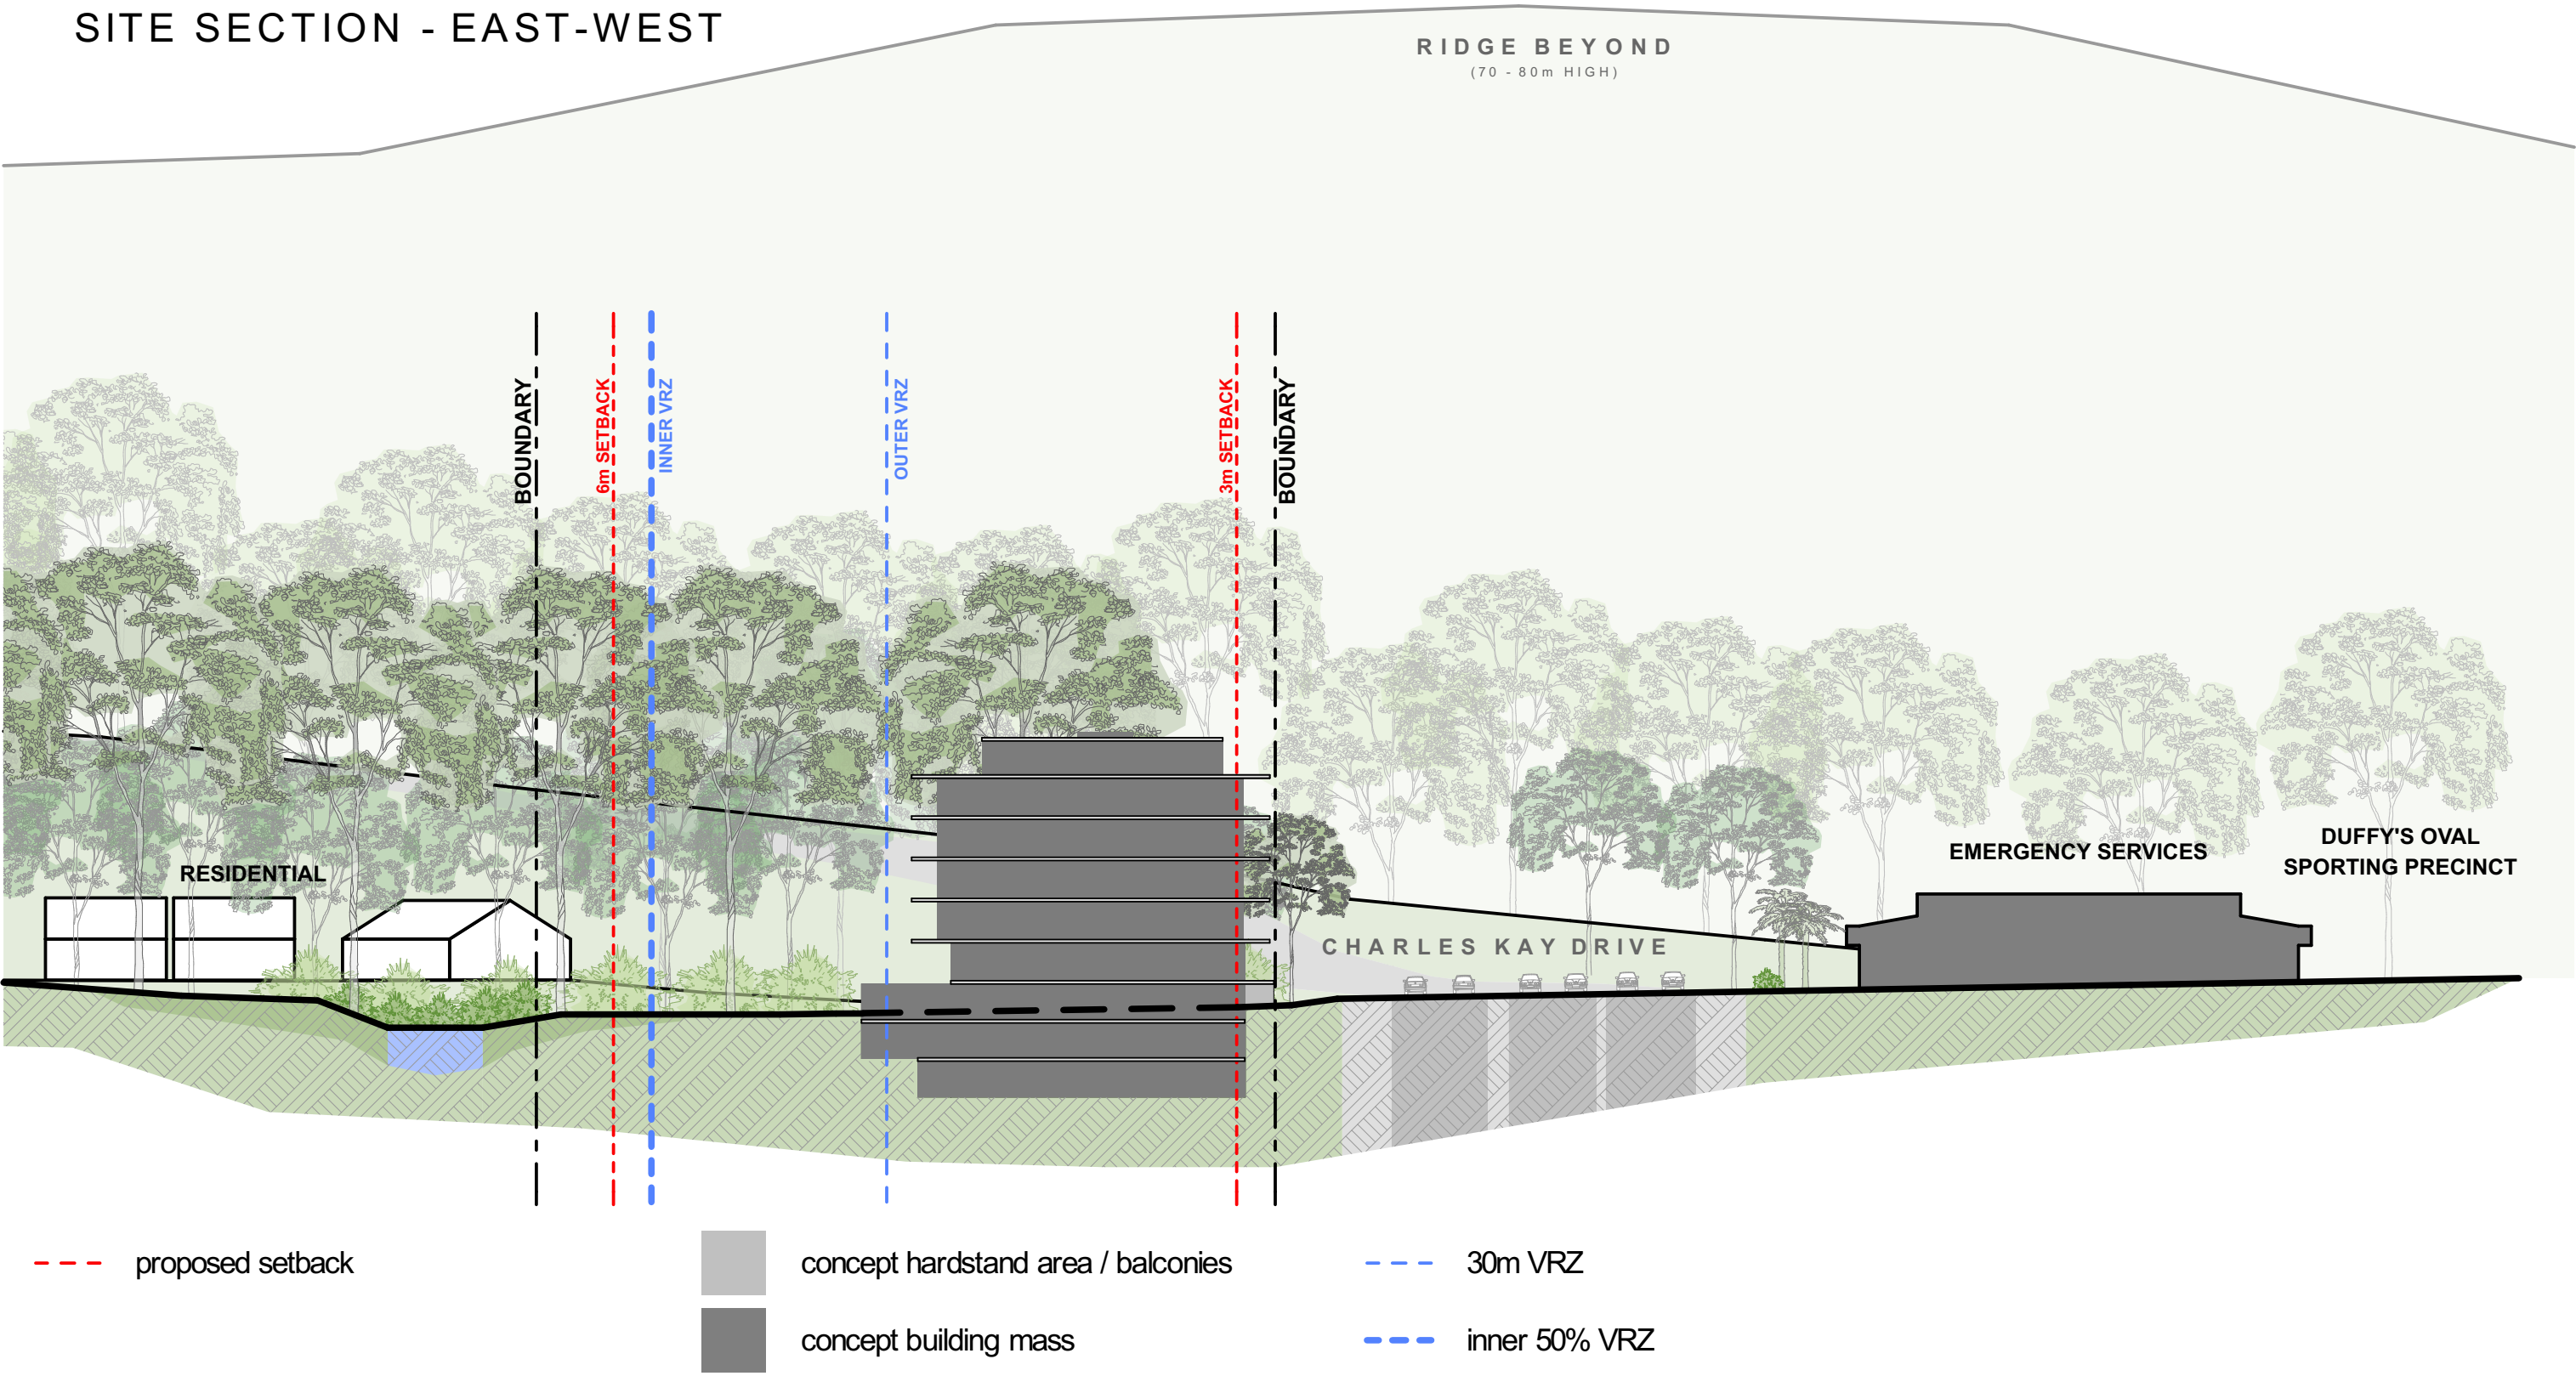 SITE SECTION - EAST-WEST
RIDGE BEYOND
(70 - 80m HIGH)
BOUNDARY
6m SETBACK
INNER VRZ
OUTER VRZ
3m SETBACK
BOUNDARY
RESIDENTIAL
EMERGENCY SERVICES
DUFFY'S OVAL
SPORTING PRECINCT
CHARLES KAY DRIVE
proposed setback
concept hardstand area / balconies
30m VRZ
concept building mass
inner 50% VRZ